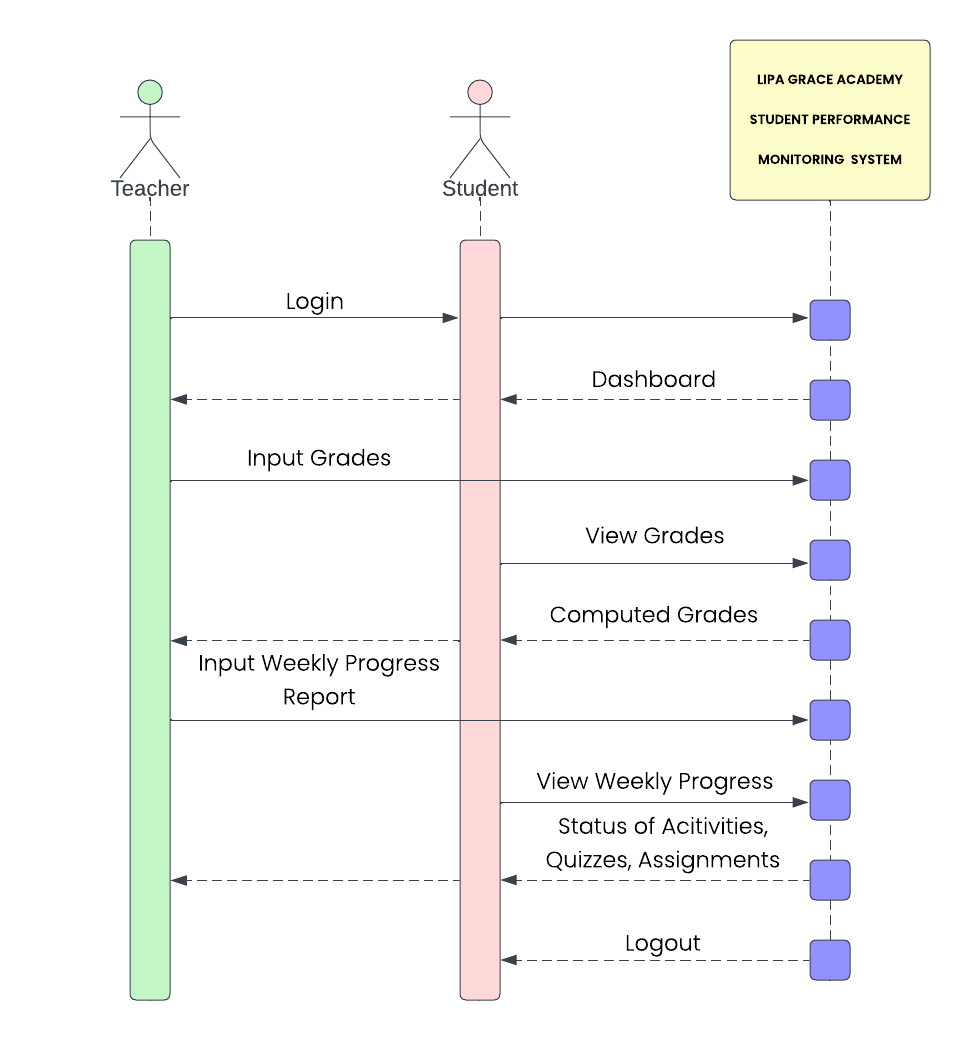 LIPA GRACE ACADEMY
STUDENT PERFORMANCE
MONITORING SYSTEM
Teacher
Student
Login
Dashboard
Input Grades
View Grades
Computed Grades
Input Weekly Progress
Report
View Weekly Progress
Status of Acitivities,
Quizzes, Assignments
Logout